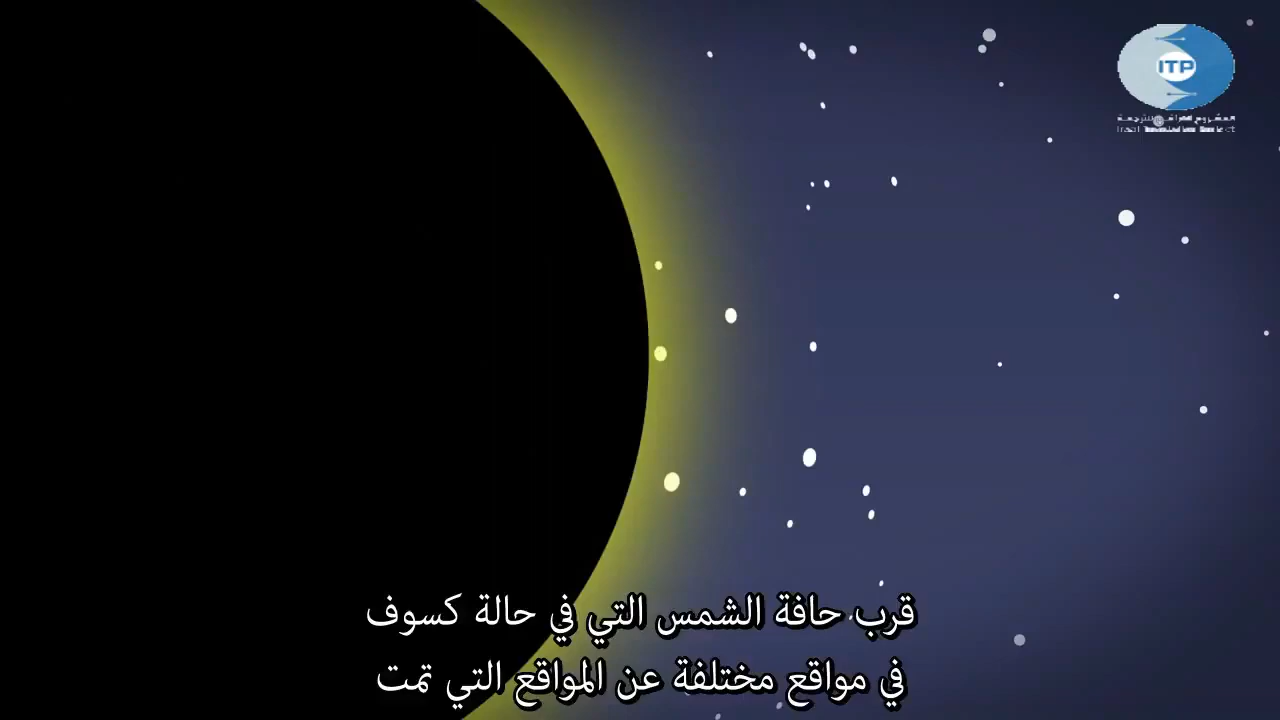 ITP
قرب حافة الشمس التي في حالة كسوف
في مواقع مختلفة عن المواقع التي تمت